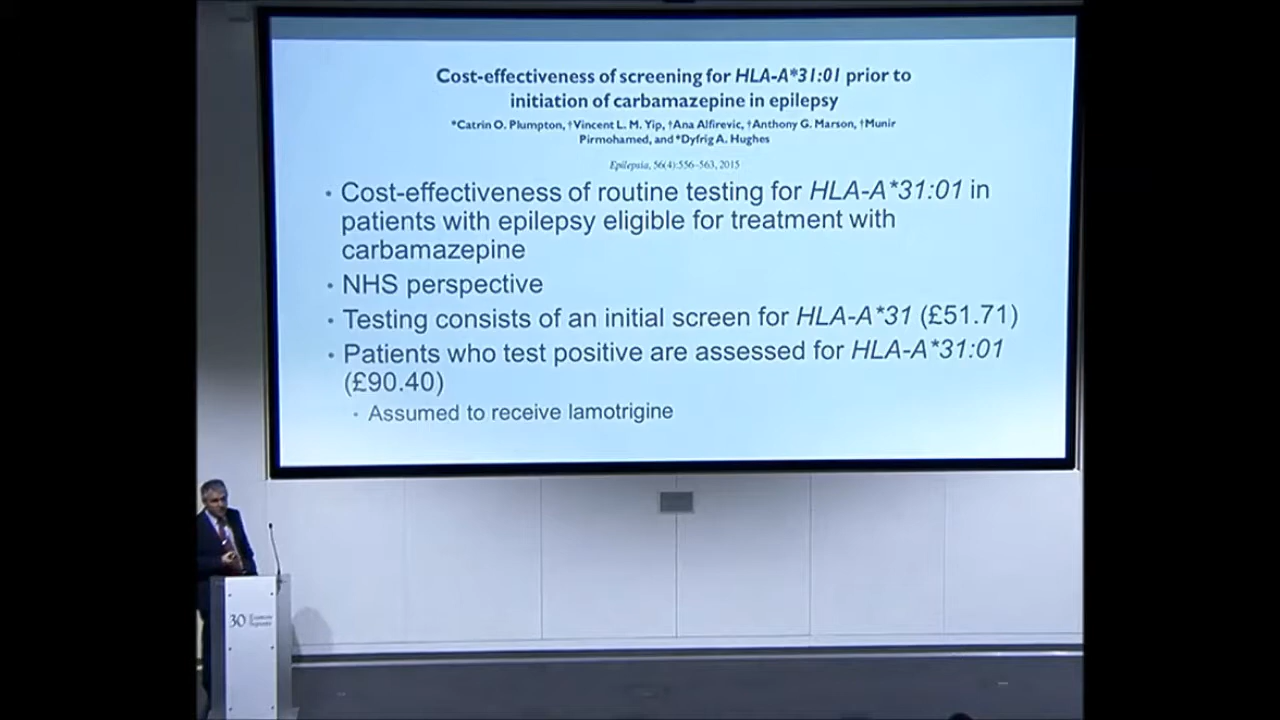 Cost-effectiveness of screening for HLA-A*31:01 prior to
initiation of carbamazepine in epilepsy
*Catrin O. Plumpton, †Vincent L. M. Yip, †Ana Alfirevic, †Anthony G. Marson, †Munir
Pirmohamed, and *Dyfrig A. Hughes
Epilepsia, 56(4):556–563, 2015
• Cost-effectiveness of routine testing for HLA-A*31:01 in
patients with epilepsy eligible for treatment with
carbamazepine
• NHS perspective
• Testing consists of an initial screen for HLA-A*31 (£51.71)
• Patients who test positive are assessed for HLA-A*31:01
(£90.40)
• Assumed to receive lamotrigine
30